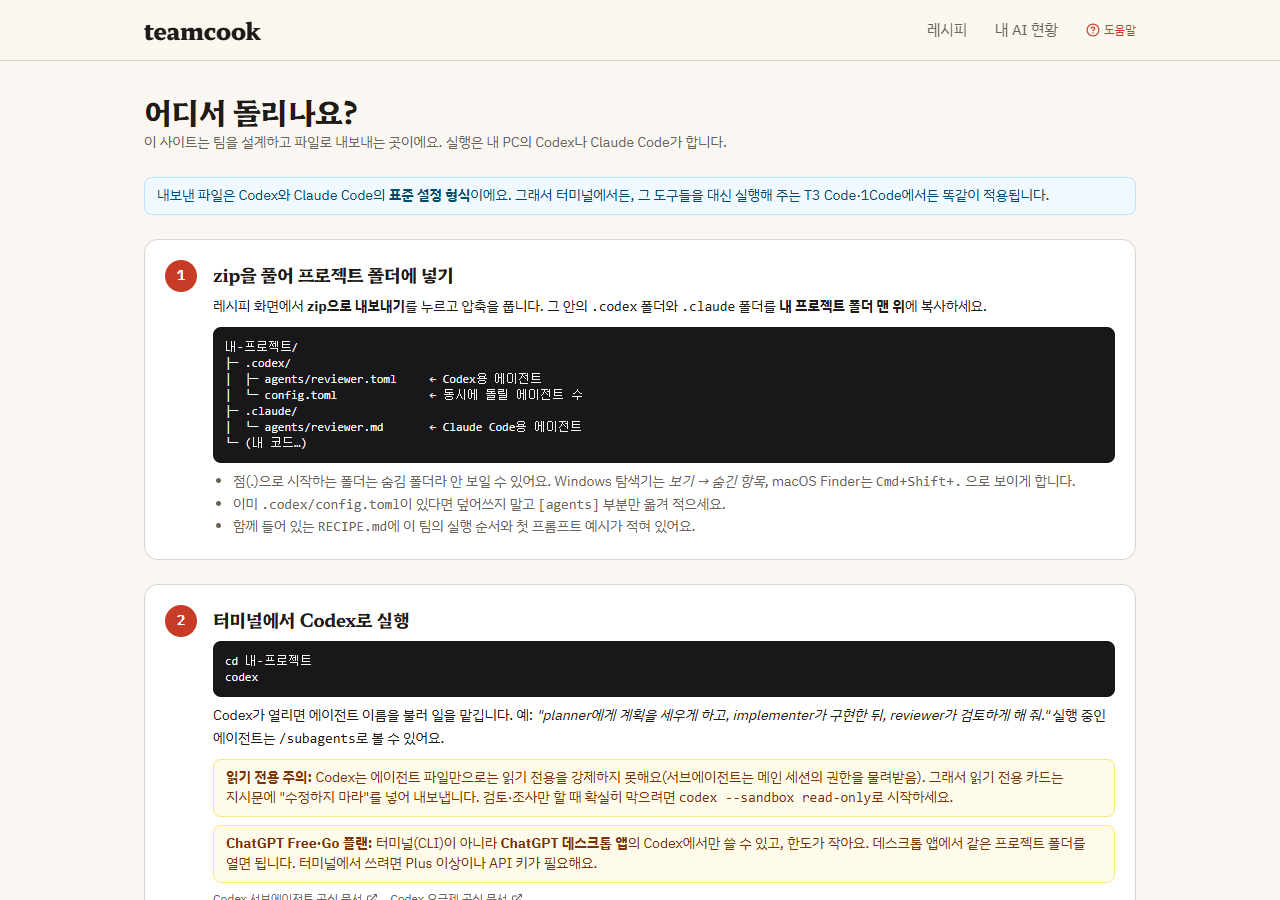 teamcook
레시피 내 AI 현황 도움말
어디서 돌리나요?
이 사이트는 팀을 설계하고 파일로 내보내는 곳이에요. 실행은 내 PC의 Codex나 Claude Code가 합니다.
내보낸 파일은 Codex와 Claude Code의 표준 설정 형식이에요. 그래서 터미널에서든, 그 도구들을 대신 실행해 주는 T3 Code·1Code에서든 똑같이 적용됩니다.
1
zip을 풀어 프로젝트 폴더에 넣기
레시피 화면에서 zip으로 내보내기를 누르고 압축을 풉니다. 그 안의 .codex 폴더와 .claude 폴더를 내 프로젝트 폴더 맨 위에 복사하세요.
내-프로젝트/
├─ .codex/
│  ├─ agents/reviewer.toml     ← Codex용 에이전트
│  └─ config.toml              ← 동시에 돌릴 에이전트 수
├─ .claude/
│  └─ agents/reviewer.md       ← Claude Code용 에이전트
└─ (내 코드…)
• 점(.)으로 시작하는 폴더는 숨김 폴더라 안 보일 수 있어요. Windows 탐색기는 보기 → 숨긴 항목, macOS Finder는 Cmd+Shift+. 으로 보이게 합니다.
• 이미 .codex/config.toml이 있다면 덮어쓰지 말고 [agents] 부분만 옮겨 적으세요.
• 함께 들어 있는 RECIPE.md에 이 팀의 실행 순서와 첫 프롬프트 예시가 적혀 있어요.
2
터미널에서 Codex로 실행
cd 내-프로젝트
codex
Codex가 열리면 에이전트 이름을 불러 일을 맡깁니다. 예: "planner에게 계획을 세우게 하고, implementer가 구현한 뒤, reviewer가 검토하게 해 줘." 실행 중인
에이전트는 /subagents로 볼 수 있어요.
읽기 전용 주의: Codex는 에이전트 파일만으로는 읽기 전용을 강제하지 못해요(서브에이전트는 메인 세션의 권한을 물려받음). 그래서 읽기 전용 카드는
지시문에 "수정하지 마라"를 넣어 내보냅니다. 검토·조사만 할 때 확실히 막으려면 codex --sandbox read-only로 시작하세요.
ChatGPT Free·Go 플랜: 터미널(CLI)이 아니라 ChatGPT 데스크톱 앱의 Codex에서만 쓸 수 있고, 한도가 작아요. 데스크톱 앱에서 같은 프로젝트 폴더를
열면 됩니다. 터미널에서 쓰려면 Plus 이상이나 API 키가 필요해요.
Codex 서브에이전트 공식 문서 Codex 요금제 공식 문서